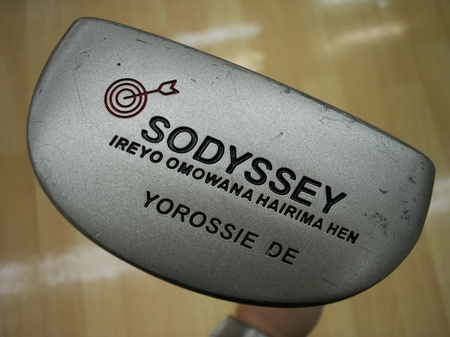 SODYSSEY
IREYO OMOWANA HAIRIMA HEN
YOROSSIE DE